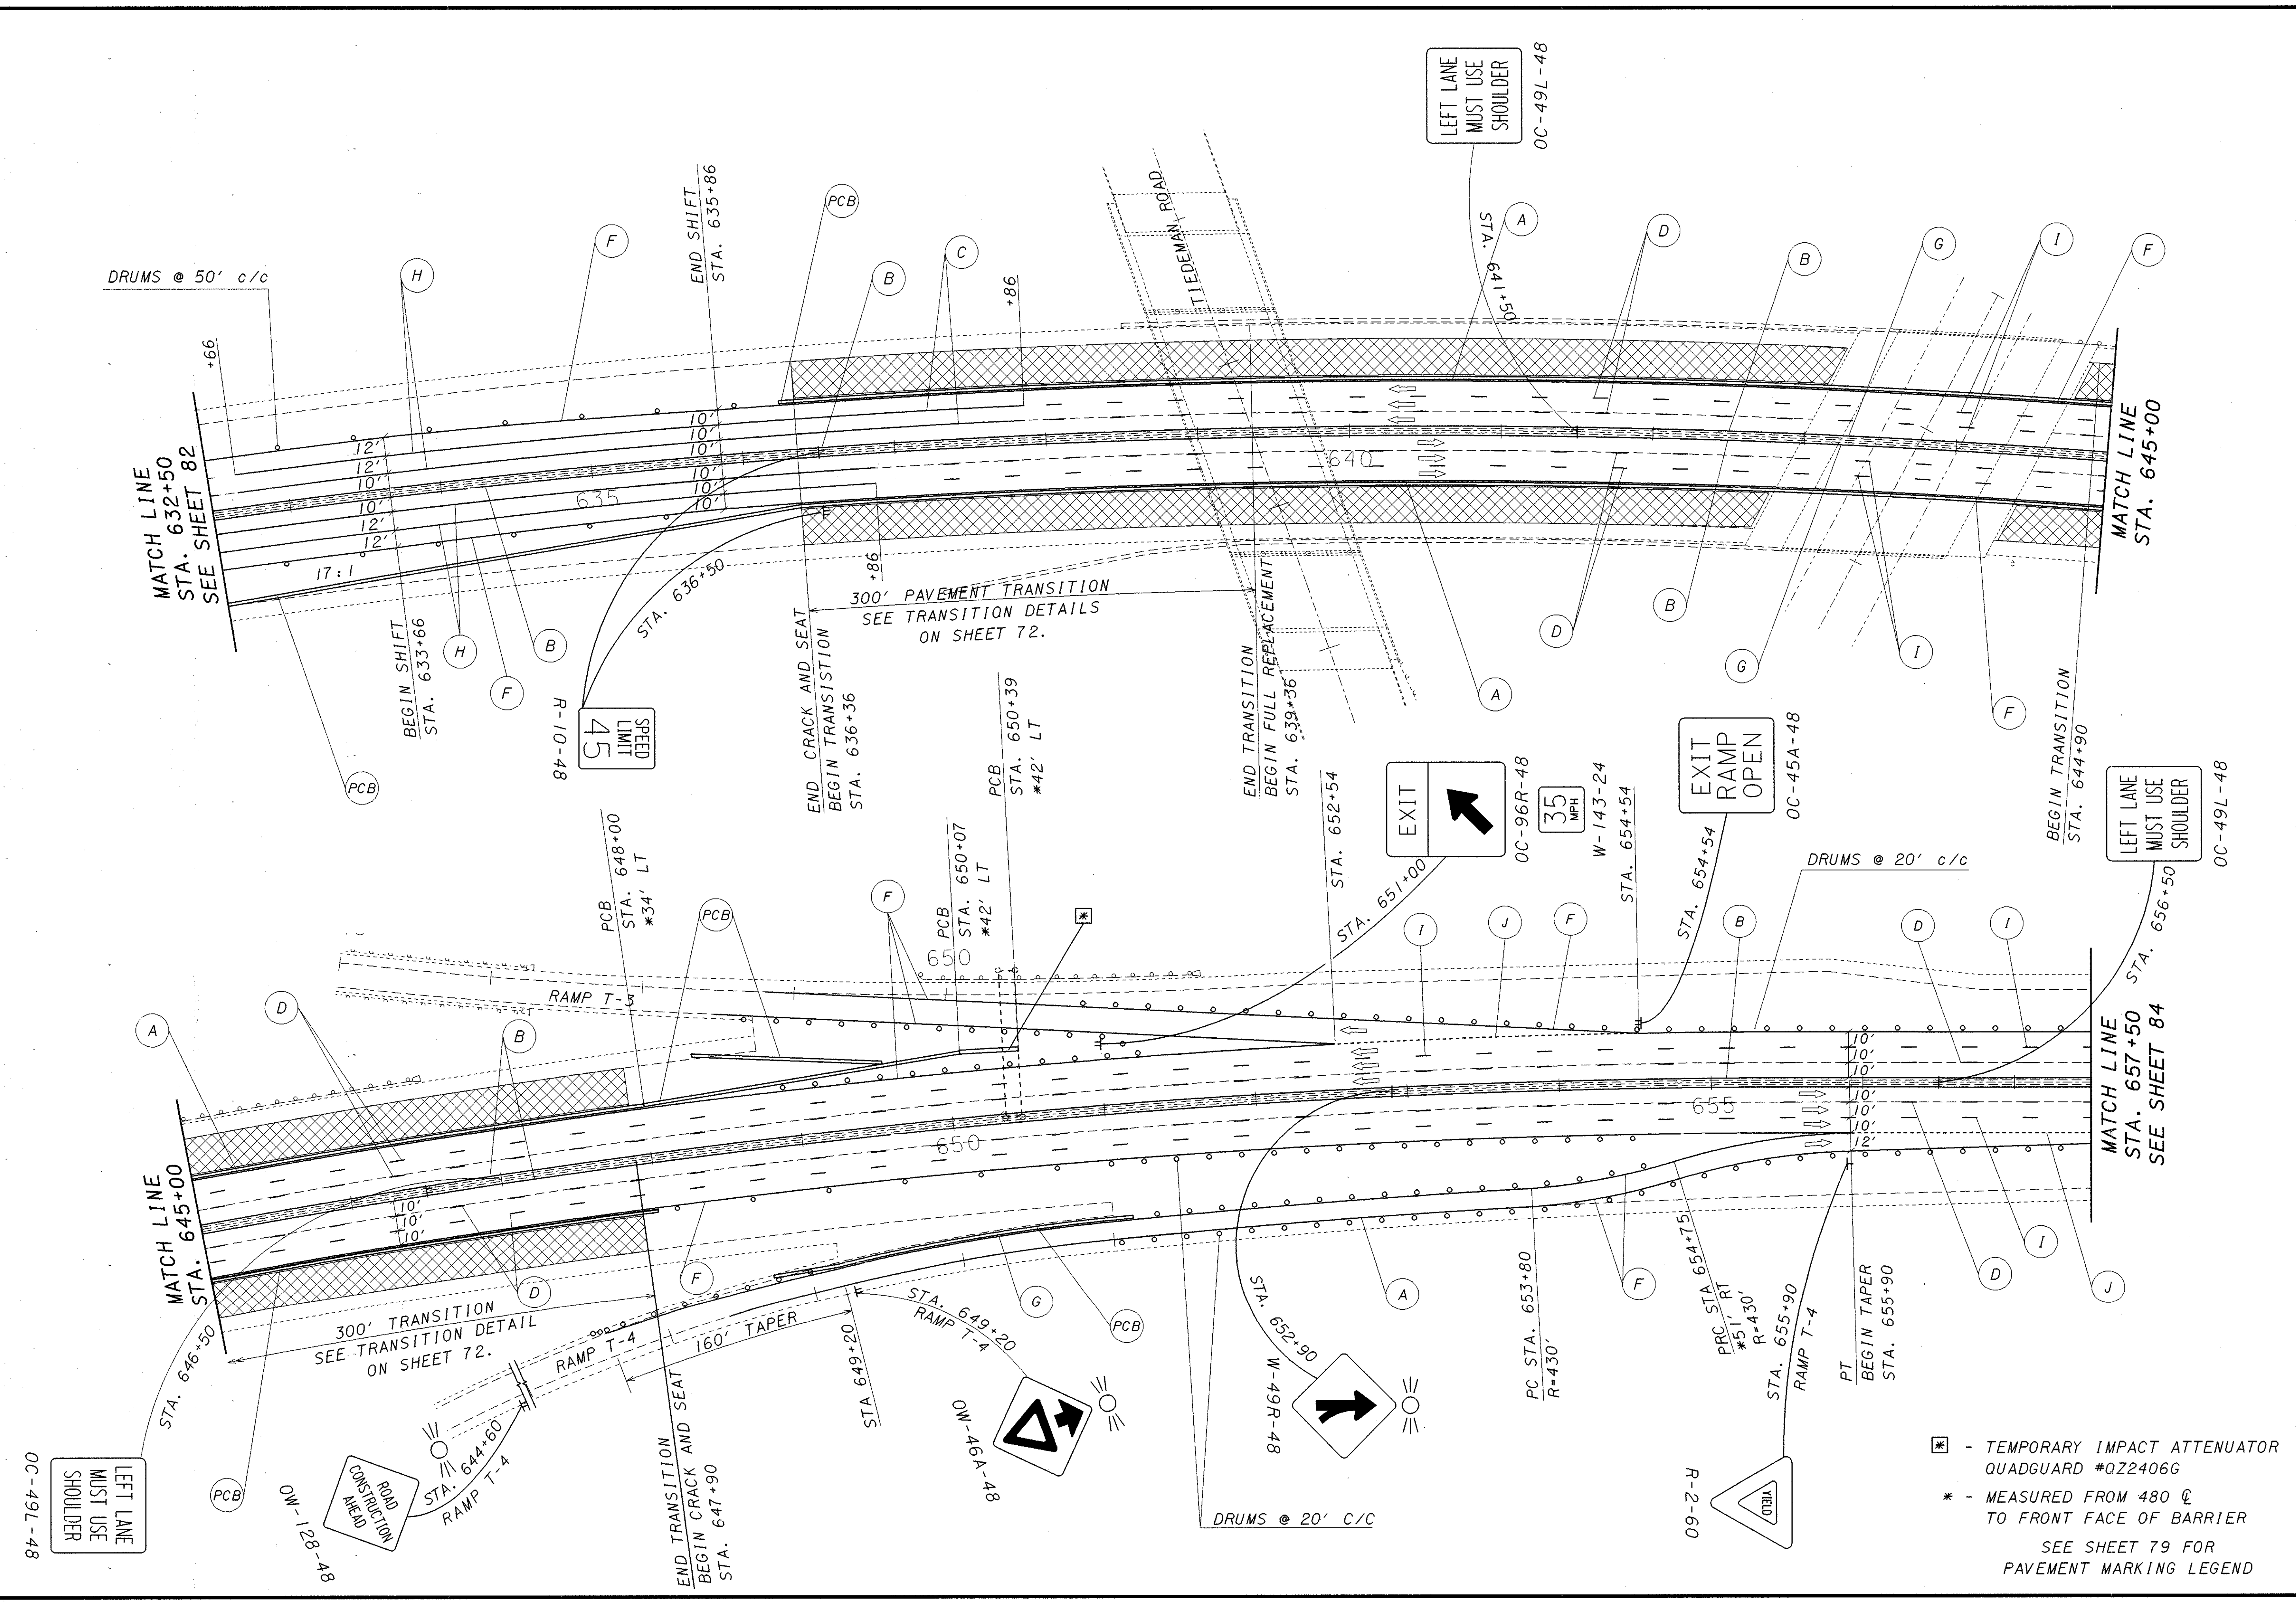 LEFT LANE
MUST USE
SHOULDER
OC-49L-48
STA. 641+50
TIEDEMAN ROAD
END SHIFT
STA. 635+86
PCB
F
H
B
C
+86
A
D
B
G
I
F
DRUMS @ 50' c/c
+66
12'
12'
10'
10'
12'
12'
10'
10'
10'
10'
10'
10'
635
640
17:1
MATCH LINE
STA. 632+50
SEE SHEET 82
MATCH LINE
STA. 645+00
BEGIN SHIFT
STA. 633+66
H
B
F
PCB
R-10-48
SPEED
LIMIT
45
STA. 636+50
+86
300' PAVEMENT TRANSITION
SEE TRANSITION DETAILS
ON SHEET 72.
END CRACK AND SEAT
BEGIN TRANSISTION
STA. 636+36
END TRANSITION
BEGIN FULL REPLACEMENT
STA. 639+36
A
D
B
G
I
F
BEGIN TRANSITION
STA. 644+90
PCB
STA. 648+00
*34' LT
PCB
STA. 650+07
*42' LT
PCB
STA. 650+39
*42' LT
*
STA. 652+54
EXIT
OC-96R-48
35
MPH
W-143-24
STA. 651+00
STA. 654+54
EXIT
RAMP
OPEN
OC-45A-48
STA. 654+54
DRUMS @ 20' c/c
LEFT LANE
MUST USE
SHOULDER
OC-49L-48
STA. 656+50
A
D
B
PCB
F
I
J
F
B
D
I
650
RAMP T-3
650
655
10'
10'
10'
10'
10'
10'
12'
10'
10'
10'
MATCH LINE
STA. 645+00
MATCH LINE
STA. 657+50
SEE SHEET 84
300' TRANSITION
SEE TRANSITION DETAIL
ON SHEET 72.
STA. 646+50
LEFT LANE
MUST USE
SHOULDER
OC-49L-48
PCB
D
F
RAMP T-4
160' TAPER
STA 649+20
STA. 649+20
RAMP T-4
OW-46A-48
G
PCB
ROAD
CONSTRUCTION
AHEAD
OW-128-48
STA. 644+60
RAMP T-4
END TRANSITION
BEGIN CRACK AND SEAT
STA. 647+90
STA. 652+90
W-49R-48
DRUMS @ 20' C/C
A
PC STA. 653+80
R=430'
F
PRC STA 654+75
*51' RT
R=430'
STA. 655+90
RAMP T-4
PT
BEGIN TAPER
STA. 655+90
D
I
J
YIELD
R-2-60
* - TEMPORARY IMPACT ATTENUATOR
QUADGUARD #QZ2406G
* - MEASURED FROM 480 ℄
TO FRONT FACE OF BARRIER
SEE SHEET 79 FOR
PAVEMENT MARKING LEGEND